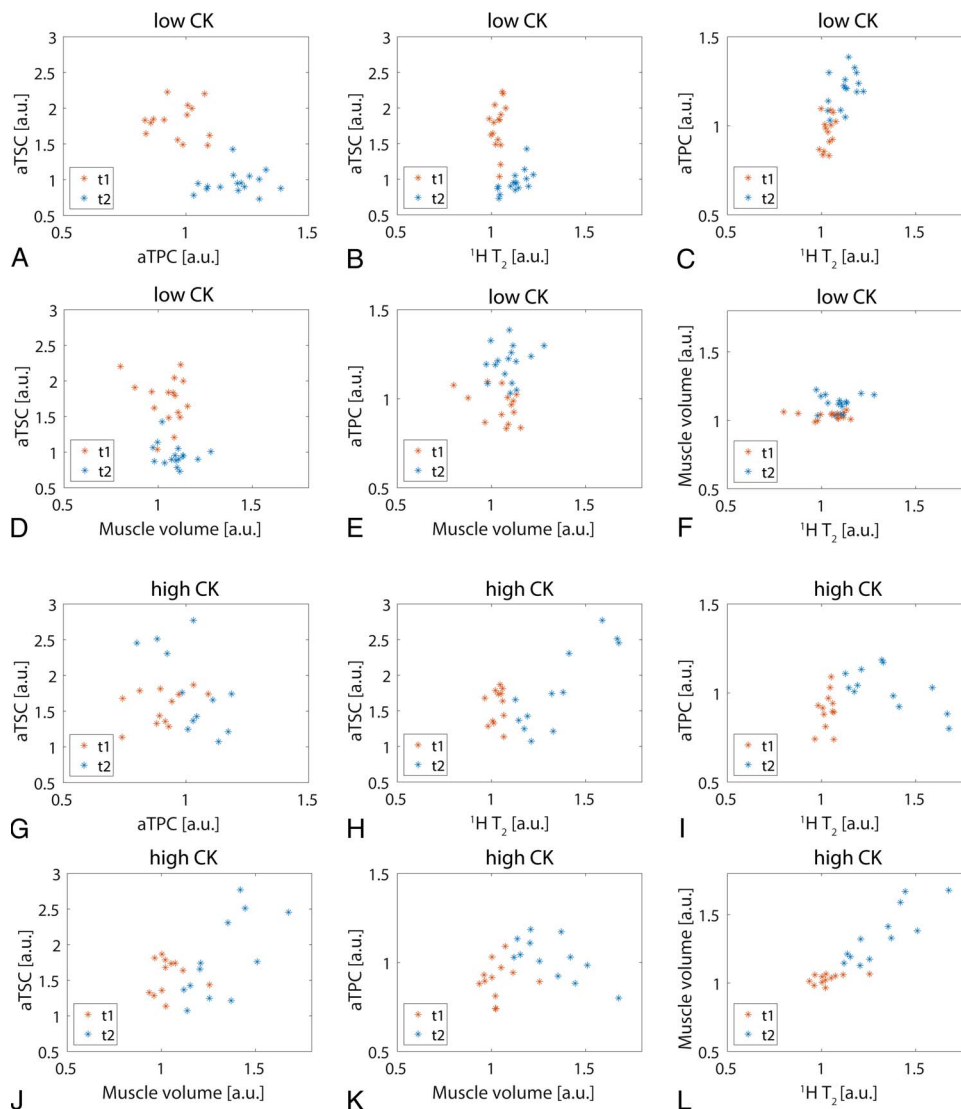 low CK
3
2.5
2
1.5
1
0.5
aTSC [a.u.]
t1
t2
0.5 1 1.5
aTPC [a.u.]
A
low CK
3
2.5
2
1.5
1
0.5
aTSC [a.u.]
t1
t2
0.5 1 1.5
¹H T₂ [a.u.]
B
low CK
1.5
1
0.5
aTPC [a.u.]
t1
t2
0.5 1 1.5
¹H T₂ [a.u.]
C
low CK
3
2.5
2
1.5
1
0.5
aTSC [a.u.]
t1
t2
0.5 1 1.5
Muscle volume [a.u.]
D
low CK
1.5
1
0.5
aTPC [a.u.]
t1
t2
0.5 1 1.5
Muscle volume [a.u.]
E
low CK
1.5
1
0.5
Muscle volume [a.u.]
t1
t2
0.5 1 1.5
¹H T₂ [a.u.]
F
high CK
3
2.5
2
1.5
1
0.5
aTSC [a.u.]
t1
t2
0.5 1 1.5
aTPC [a.u.]
G
high CK
3
2.5
2
1.5
1
0.5
aTSC [a.u.]
t1
t2
0.5 1 1.5
¹H T₂ [a.u.]
H
high CK
1.5
1
0.5
aTPC [a.u.]
t1
t2
0.5 1 1.5
¹H T₂ [a.u.]
I
high CK
3
2.5
2
1.5
1
0.5
aTSC [a.u.]
t1
t2
0.5 1 1.5
Muscle volume [a.u.]
J
high CK
1.5
1
0.5
aTPC [a.u.]
t1
t2
0.5 1 1.5
Muscle volume [a.u.]
K
high CK
1.5
1
0.5
Muscle volume [a.u.]
t1
t2
0.5 1 1.5
¹H T₂ [a.u.]
L